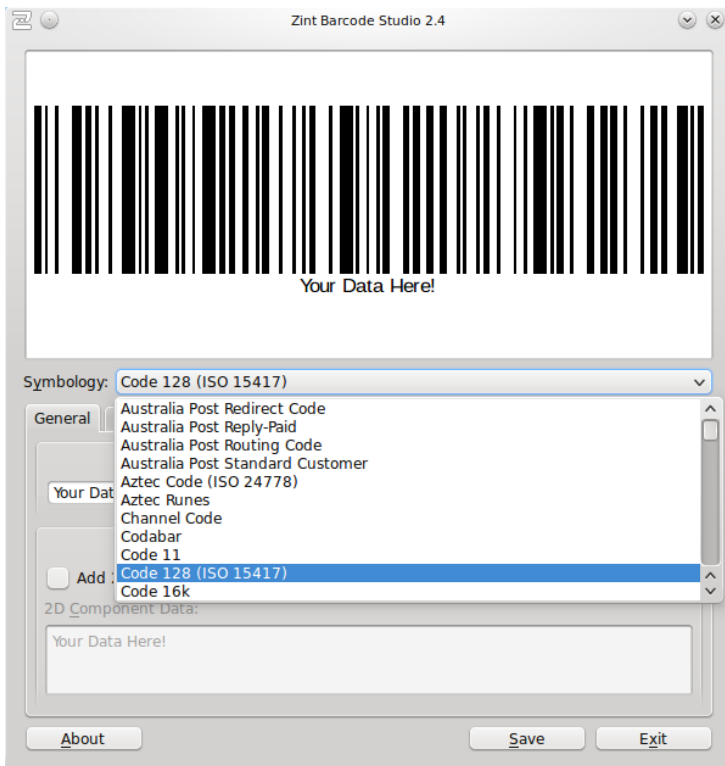 Zint Barcode Studio 2.4
Your Data Here!
Symbology: Code 128 (ISO 15417)
General
Australia Post Redirect Code
Australia Post Reply-Paid
Australia Post Routing Code
Australia Post Standard Customer
Aztec Code (ISO 24778)
Aztec Runes
Channel Code
Codabar
Code 11
Code 128 (ISO 15417)
Code 16k
Your Dat
Add
2D Component Data:
Your Data Here!
About Save Exit